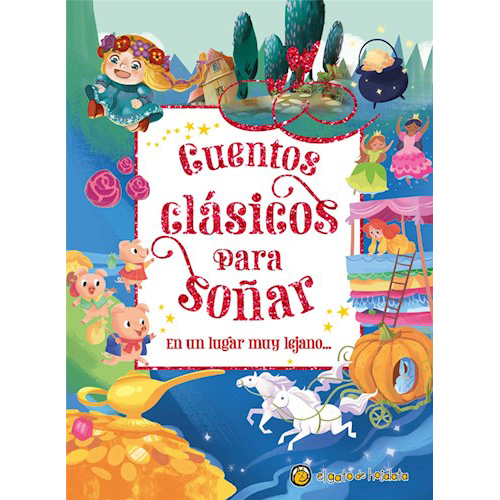 Cuentos
clásicos
para
soñar
En un lugar muy lejano...
el gato de hojalata